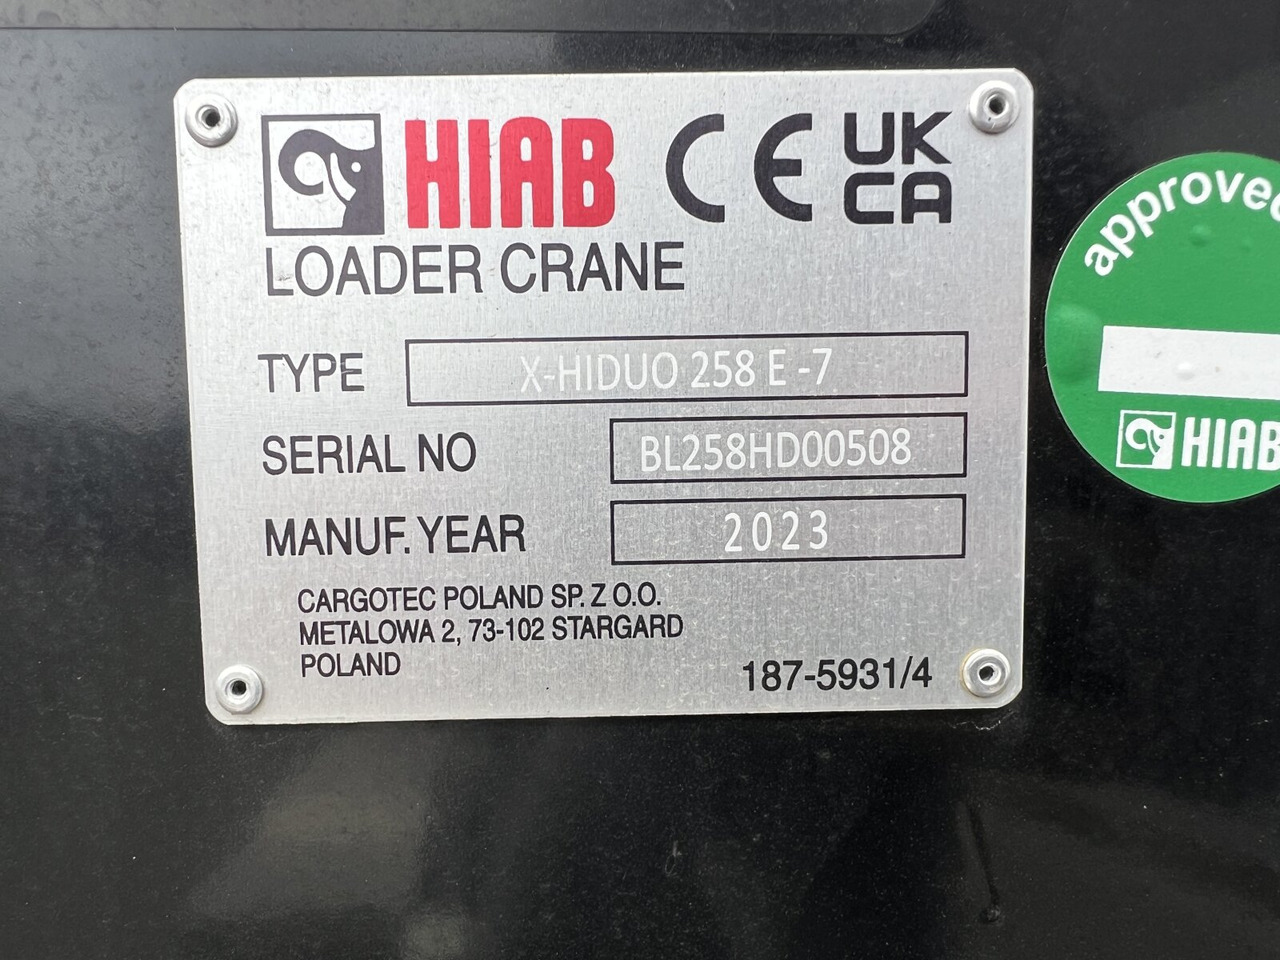 HIAB CE UK CA
LOADER CRANE
TYPE X-HIDUO 258 E -7
SERIAL NO BL258HD00508
MANUF. YEAR 2023
CARGOTEC POLAND SP. Z O.O.
METALOWA 2, 73-102 STARGARD
POLAND
187-5931/4
approved
HIAB